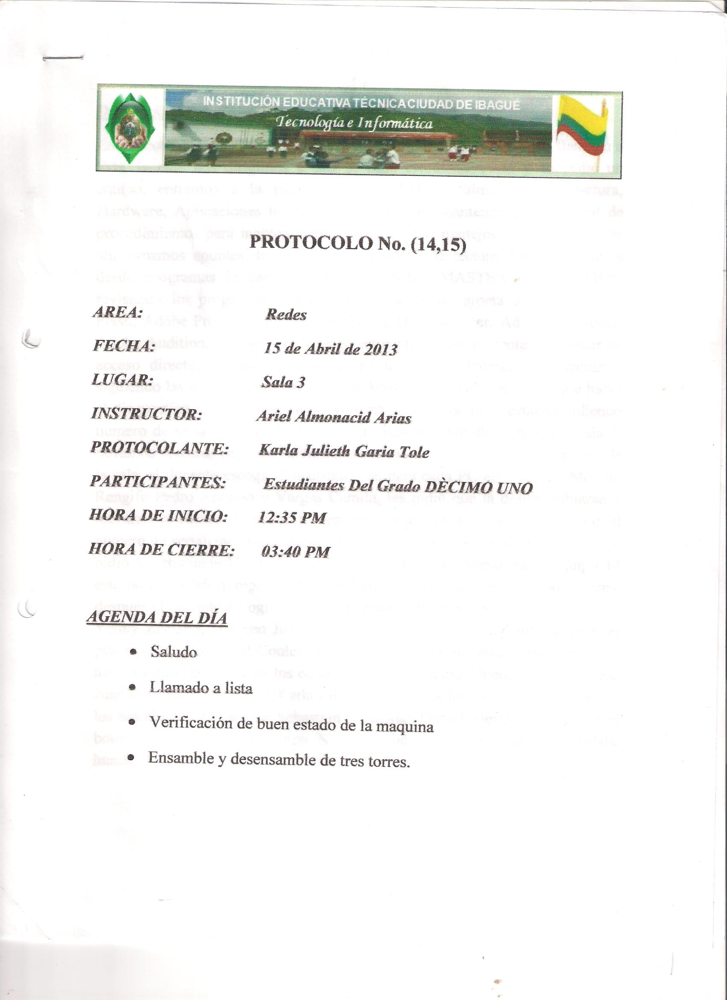 INSTITUCIÓN EDUCATIVA TÉCNICA CIUDAD DE IBAGUÉ
Tecnología e Informática
PROTOCOLO No. (14,15)
AREA: Redes
FECHA: 15 de Abril de 2013
LUGAR: Sala 3
INSTRUCTOR: Ariel Almonacid Arias
PROTOCOLANTE: Karla Julieth Garia Tole
PARTICIPANTES: Estudiantes Del Grado DÈCIMO UNO
HORA DE INICIO: 12:35 PM
HORA DE CIERRE: 03:40 PM
AGENDA DEL DÍA
• Saludo
• Llamado a lista
• Verificación de buen estado de la maquina
• Ensamble y desensamble de tres torres.